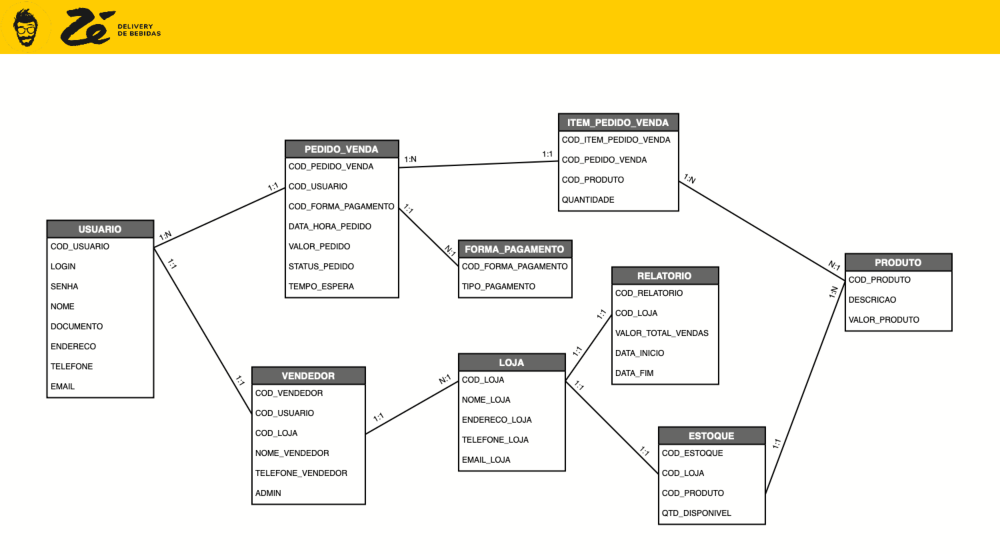 Zé DELIVERY
DE BEBIDAS
ITEM_PEDIDO_VENDA
COD_ITEM_PEDIDO_VENDA
COD_PEDIDO_VENDA
COD_PRODUTO
QUANTIDADE
PEDIDO_VENDA
COD_PEDIDO_VENDA
COD_USUARIO
COD_FORMA_PAGAMENTO
DATA_HORA_PEDIDO
VALOR_PEDIDO
STATUS_PEDIDO
TEMPO_ESPERA
1:N
1:1
1:N
N:1
1:1
1:N
1:1
N:1
USUARIO
COD_USUARIO
LOGIN
SENHA
NOME
DOCUMENTO
ENDERECO
TELEFONE
EMAIL
1:1
1:1
FORMA_PAGAMENTO
COD_FORMA_PAGAMENTO
TIPO_PAGAMENTO
RELATORIO
COD_RELATORIO
COD_LOJA
VALOR_TOTAL_VENDAS
DATA_INICIO
DATA_FIM
PRODUTO
COD_PRODUTO
DESCRICAO
VALOR_PRODUTO
1:N
1:1
VENDEDOR
COD_VENDEDOR
COD_USUARIO
COD_LOJA
NOME_VENDEDOR
TELEFONE_VENDEDOR
ADMIN
1:1
N:1
LOJA
COD_LOJA
NOME_LOJA
ENDERECO_LOJA
TELEFONE_LOJA
EMAIL_LOJA
1:1
1:1
1:1
1:1
ESTOQUE
COD_ESTOQUE
COD_LOJA
COD_PRODUTO
QTD_DISPONIVEL